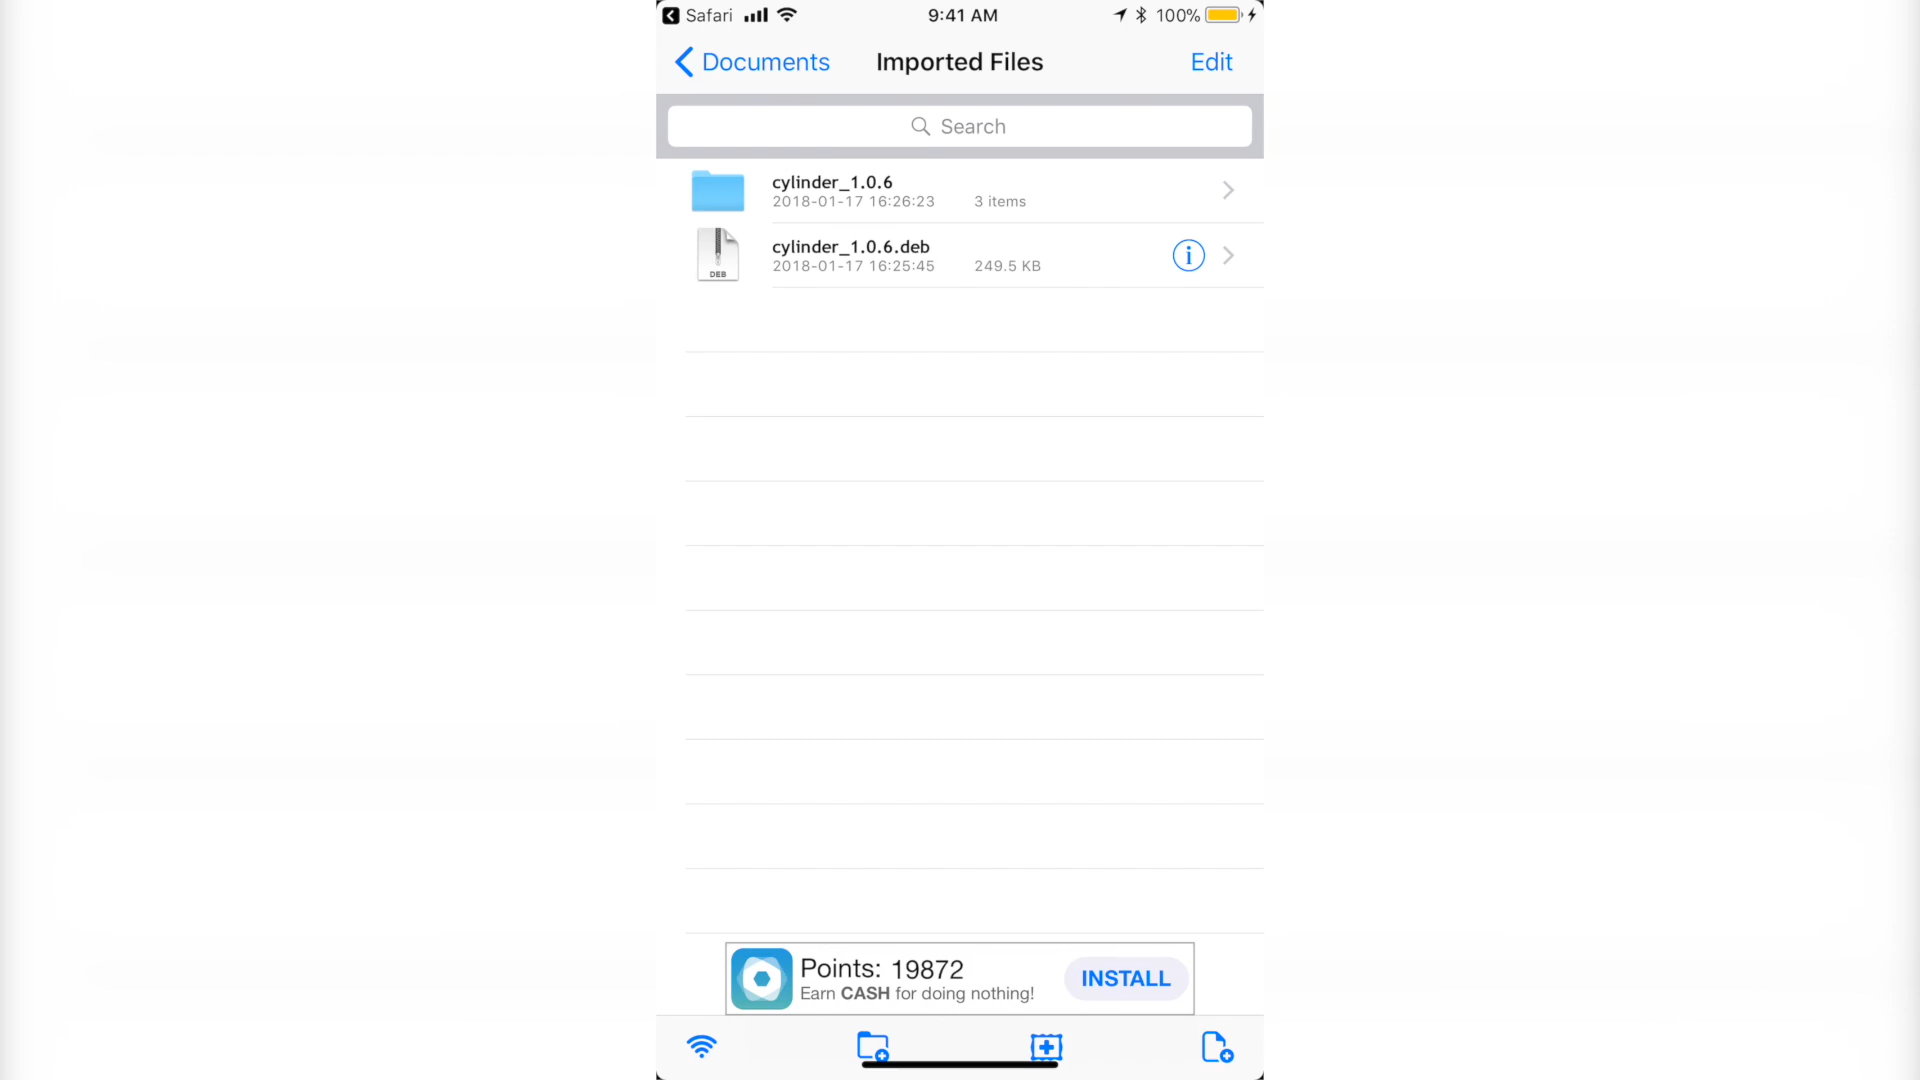 Safari 9:41 AM 100%
Documents Imported Files Edit
Search
cylinder_1.0.6
2018-01-17 16:26:23 3 items
cylinder_1.0.6.deb
2018-01-17 16:25:45 249.5 KB
DEB
Points: 19872
Earn CASH for doing nothing!
INSTALL